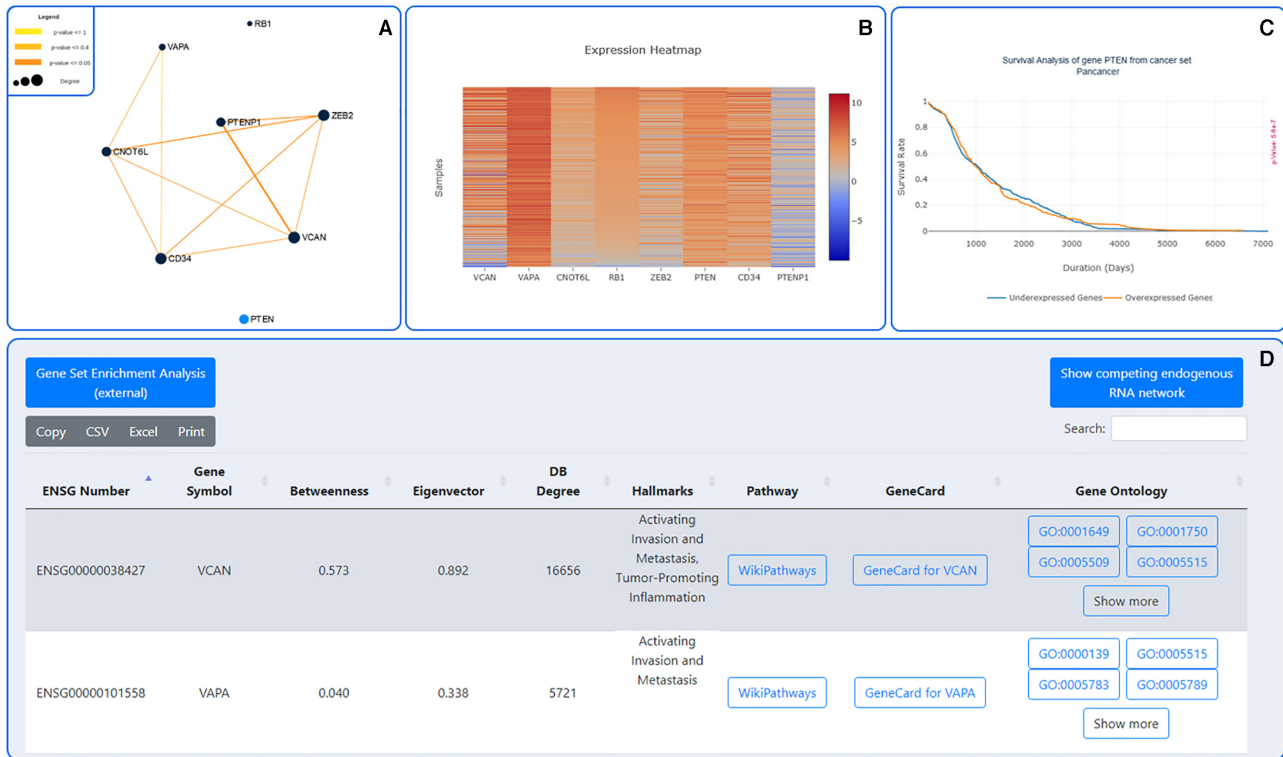 Legend
p-value <= 1
p-value <= 0.4
p-value <= 0.05
Degree
A
RB1
VAPA
PTENP1
ZEB2
CNOT6L
VCAN
CD34
PTEN
B
Expression Heatmap
Samples
10
5
0
−5
VCAN VAPA CNOT6L RB1 ZEB2 PTEN CD34 PTENP1
C
Survival Analysis of gene PTEN from cancer set
Pancancer
Survival Rate
1
0.8
0.6
0.4
0.2
0
1000 2000 3000 4000 5000 6000 7000
Duration (Days)
Underexpressed Genes Overexpressed Genes
p-Value: 5.8e-7
D
Gene Set Enrichment Analysis
(external)
Show competing endogenous
RNA network
Copy CSV Excel Print
Search:
ENSG Number Gene Symbol Betweenness Eigenvector DB Degree Hallmarks Pathway GeneCard Gene Ontology
ENSG00000038427 VCAN 0.573 0.892 16656
Activating
Invasion and
Metastasis,
Tumor-Promoting
Inflammation
WikiPathways GeneCard for VCAN
GO:0001649 GO:0001750
GO:0005509 GO:0005515
Show more
ENSG00000101558 VAPA 0.040 0.338 5721
Activating
Invasion and
Metastasis
WikiPathways GeneCard for VAPA
GO:0000139 GO:0005515
GO:0005783 GO:0005789
Show more